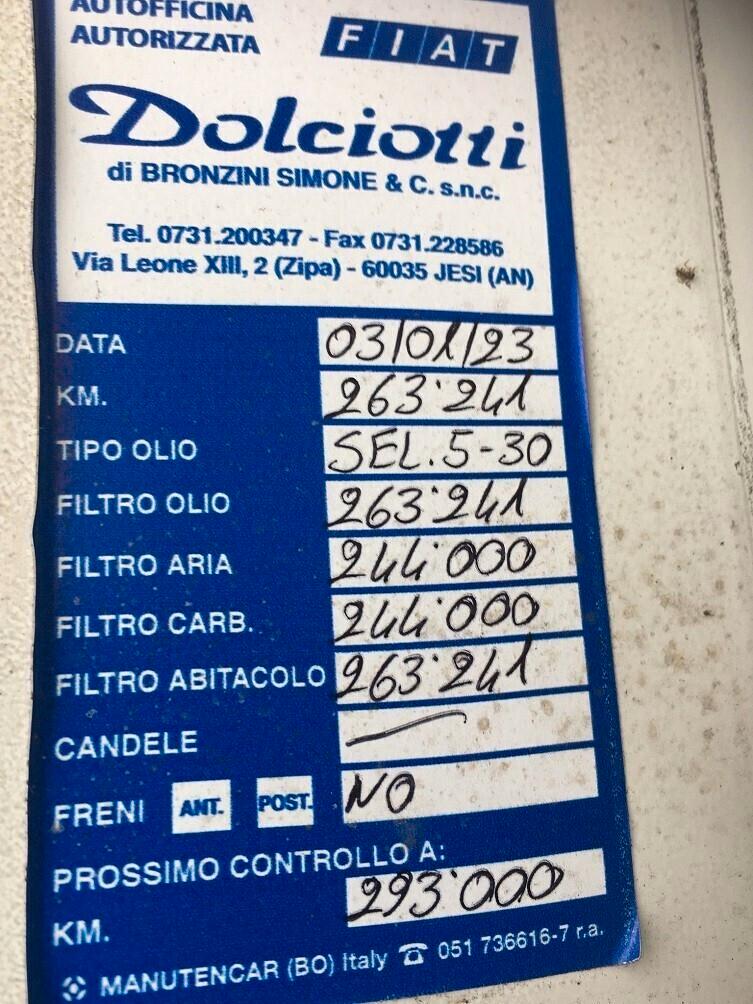 AUTOFFICINA
AUTORIZZATA
FIAT
Dolciotti
di BRONZINI SIMONE & C. s.n.c.
Tel. 0731.200347 - Fax 0731.228586
Via Leone XIII, 2 (Zipa) - 60035 JESI (AN)
DATA 03/01/23
KM. 263'241
TIPO OLIO SEL.5-30
FILTRO OLIO 263'241
FILTRO ARIA 244'000
FILTRO CARB. 244'000
FILTRO ABITACOLO 263'241
CANDELE —
FRENI ANT. POST. NO
PROSSIMO CONTROLLO A:
KM. 293'000
MANUTENCAR (BO) Italy ☎ 051 736616-7 r.a.